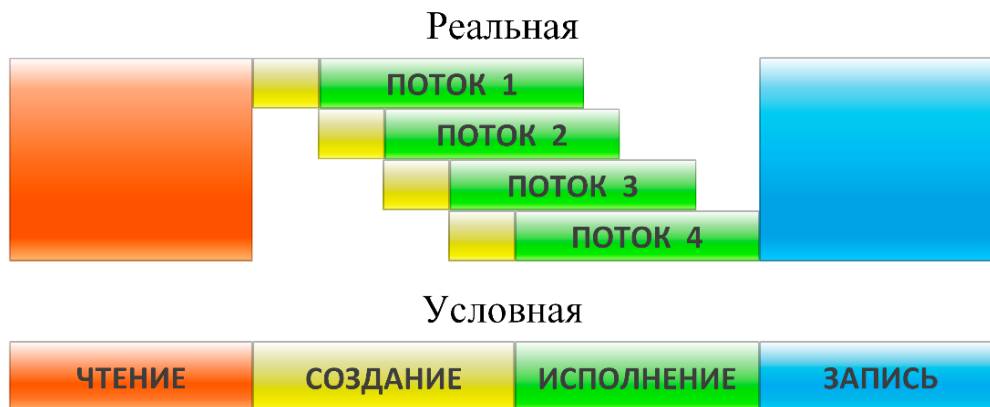 Реальная
ПОТОК 1
ПОТОК 2
ПОТОК 3
ПОТОК 4
Условная
ЧТЕНИЕ СОЗДАНИЕ ИСПОЛНЕНИЕ ЗАПИСЬ